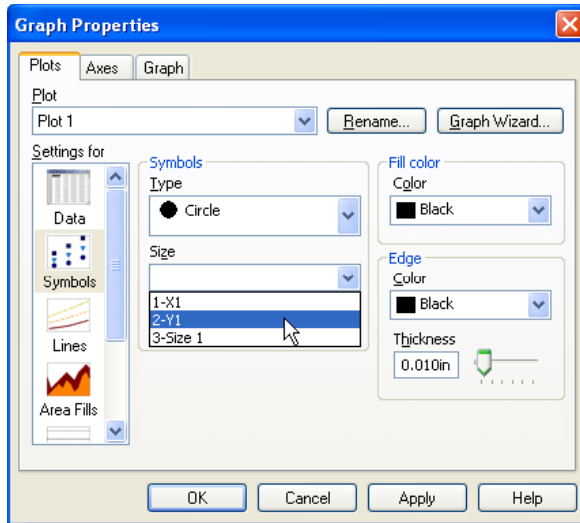 Graph Properties
Plots Axes Graph
Plot
Plot 1 Rename... Graph Wizard...
Settings for
Data
Symbols
Lines
Area Fills
Symbols
Type
Circle
Size
1-X1
2-Y1
3-Size 1
Fill color
Color
Black
Edge
Color
Black
Thickness
0.010in
OK Cancel Apply Help